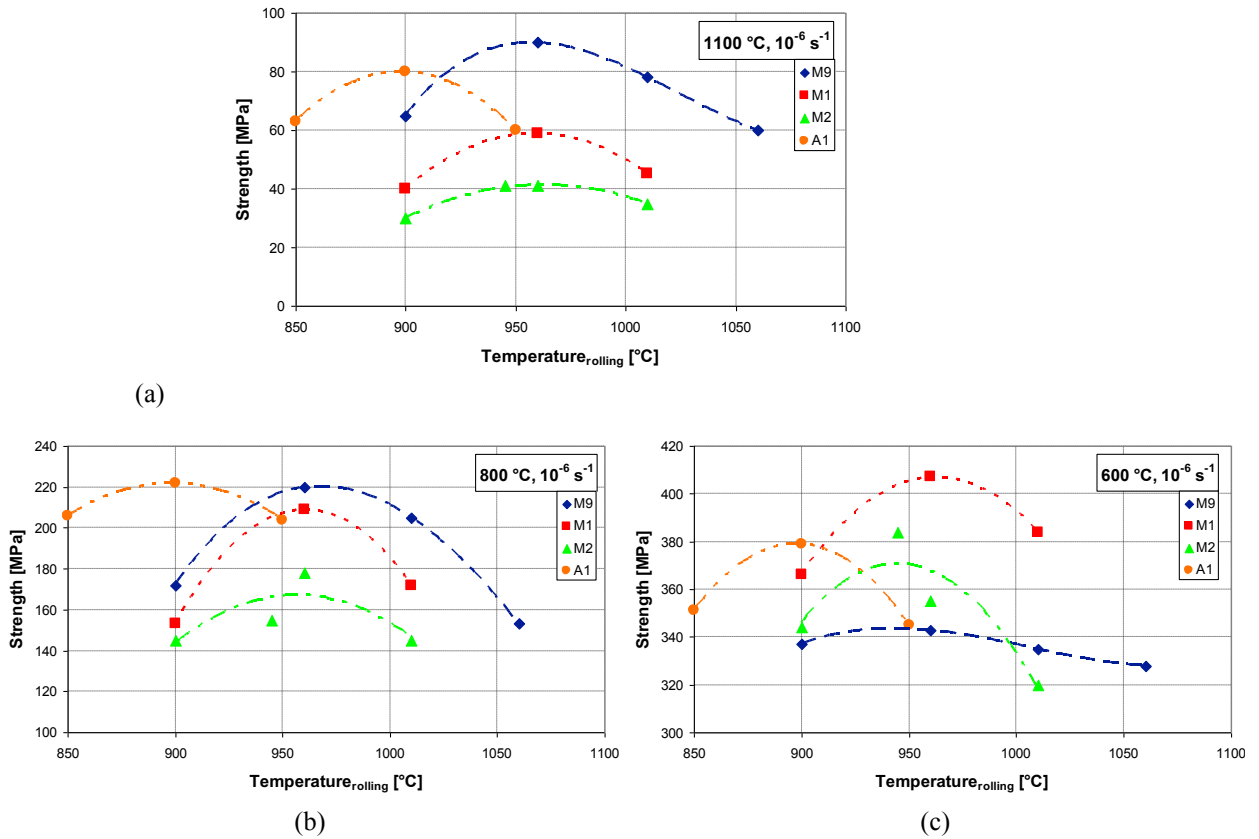 1100 °C, 10⁻⁶ s⁻¹
M9
M1
M2
A1
Strength [MPa]
100
80
60
40
20
0
850 900 950 1000 1050 1100
Temperature_rolling [°C]
(a)
800 °C, 10⁻⁶ s⁻¹
M9
M1
M2
A1
Strength [MPa]
240
220
200
180
160
140
120
100
850 900 950 1000 1050 1100
Temperature_rolling [°C]
(b)
600 °C, 10⁻⁶ s⁻¹
M9
M1
M2
A1
Strength [MPa]
420
400
380
360
340
320
300
850 900 950 1000 1050 1100
Temperature_rolling [°C]
(c)